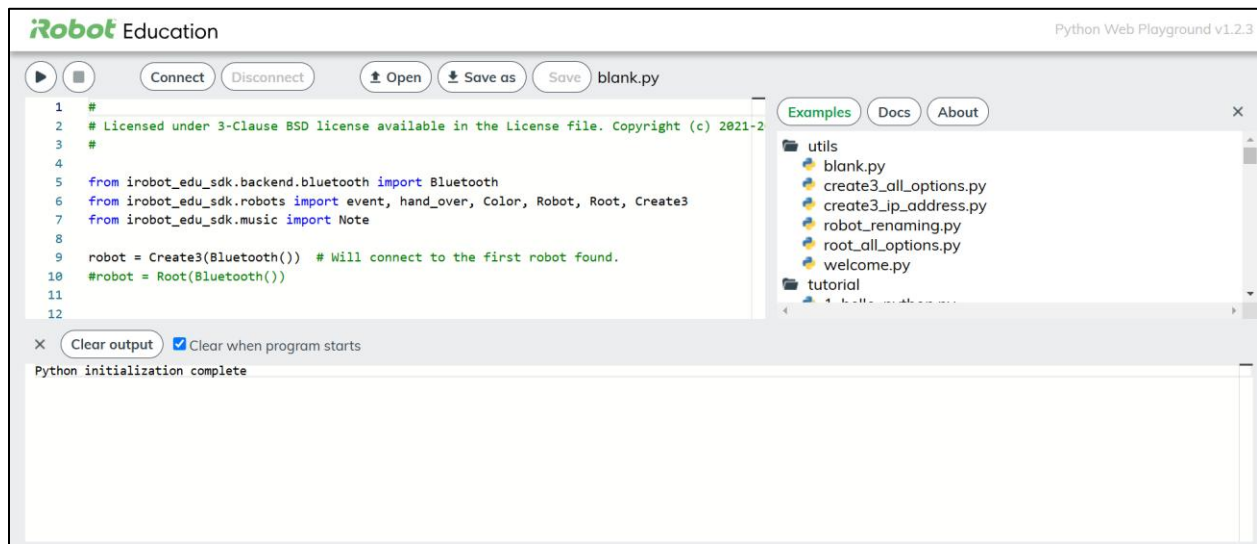 iRobot Education
Python Web Playground v1.2.3
Connect Disconnect Open Save as Save blank.py
1 #
2 # Licensed under 3-Clause BSD license available in the License file. Copyright (c) 2021-2
3 #
4
5 from irobot_edu_sdk.backend.bluetooth import Bluetooth
6 from irobot_edu_sdk.robots import event, hand_over, Color, Robot, Root, Create3
7 from irobot_edu_sdk.music import Note
8
9 robot = Create3(Bluetooth()) # Will connect to the first robot found.
10 #robot = Root(Bluetooth())
11
12
Examples Docs About ×
utils
blank.py
create3_all_options.py
create3_ip_address.py
robot_renaming.py
root_all_options.py
welcome.py
tutorial
× Clear output Clear when program starts
Python initialization complete